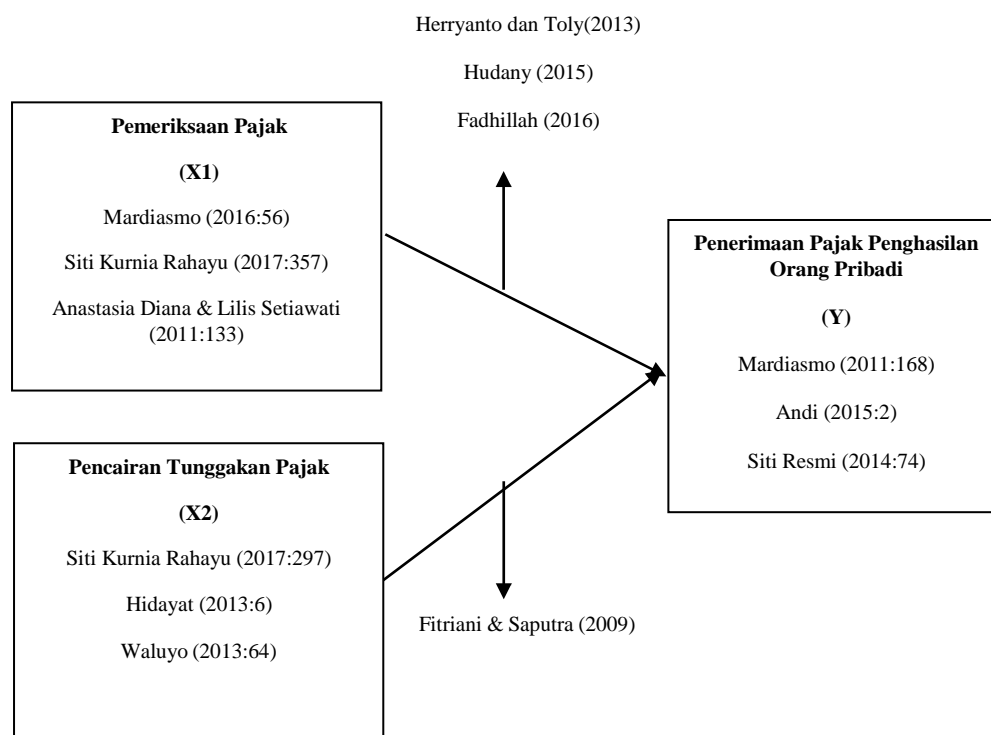 Herryanto dan Toly(2013)
Hudany (2015)
Fadhillah (2016)
Pemeriksaan Pajak
(X1)
Mardiasmo (2016:56)
Siti Kurnia Rahayu (2017:357)
Anastasia Diana & Lilis Setiawati
(2011:133)
Penerimaan Pajak Penghasilan
Orang Pribadi
(Y)
Mardiasmo (2011:168)
Andi (2015:2)
Siti Resmi (2014:74)
Pencairan Tunggakan Pajak
(X2)
Siti Kurnia Rahayu (2017:297)
Hidayat (2013:6)
Waluyo (2013:64)
Fitriani & Saputra (2009)